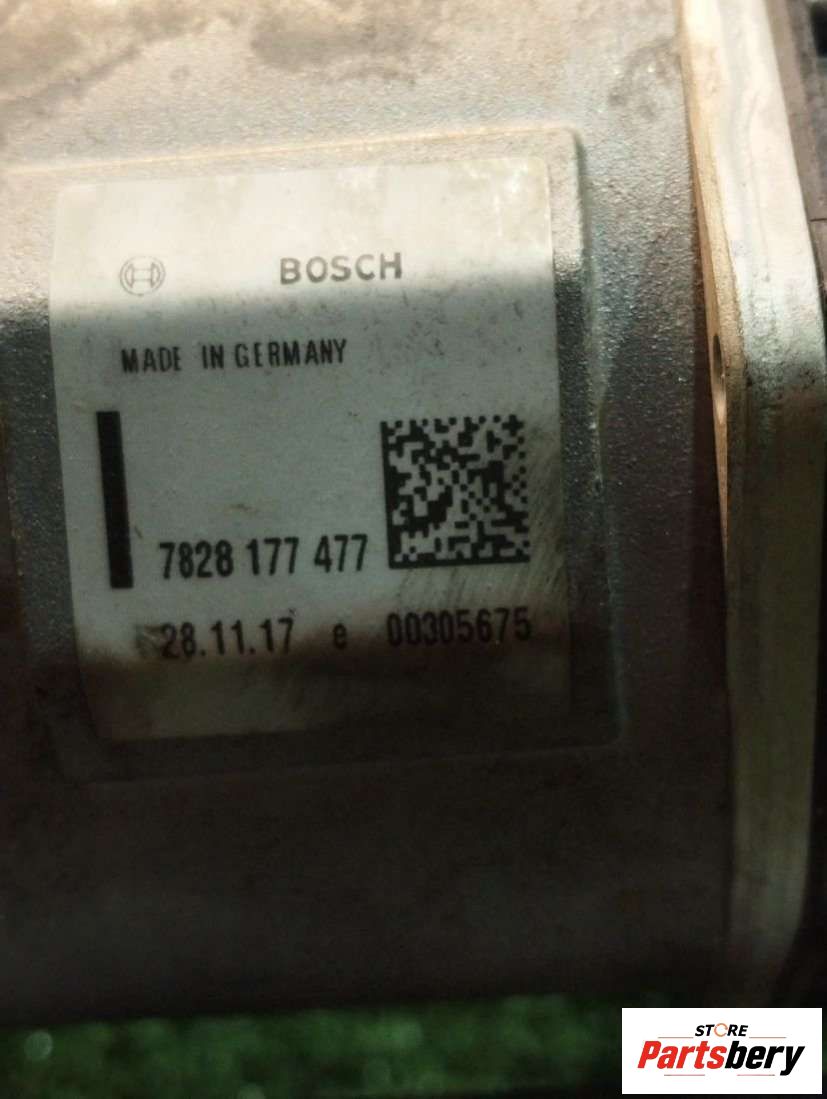 BOSCH
MADE IN GERMANY
7828 177 477
28.11.17 e 00305675
STORE
Partsbery